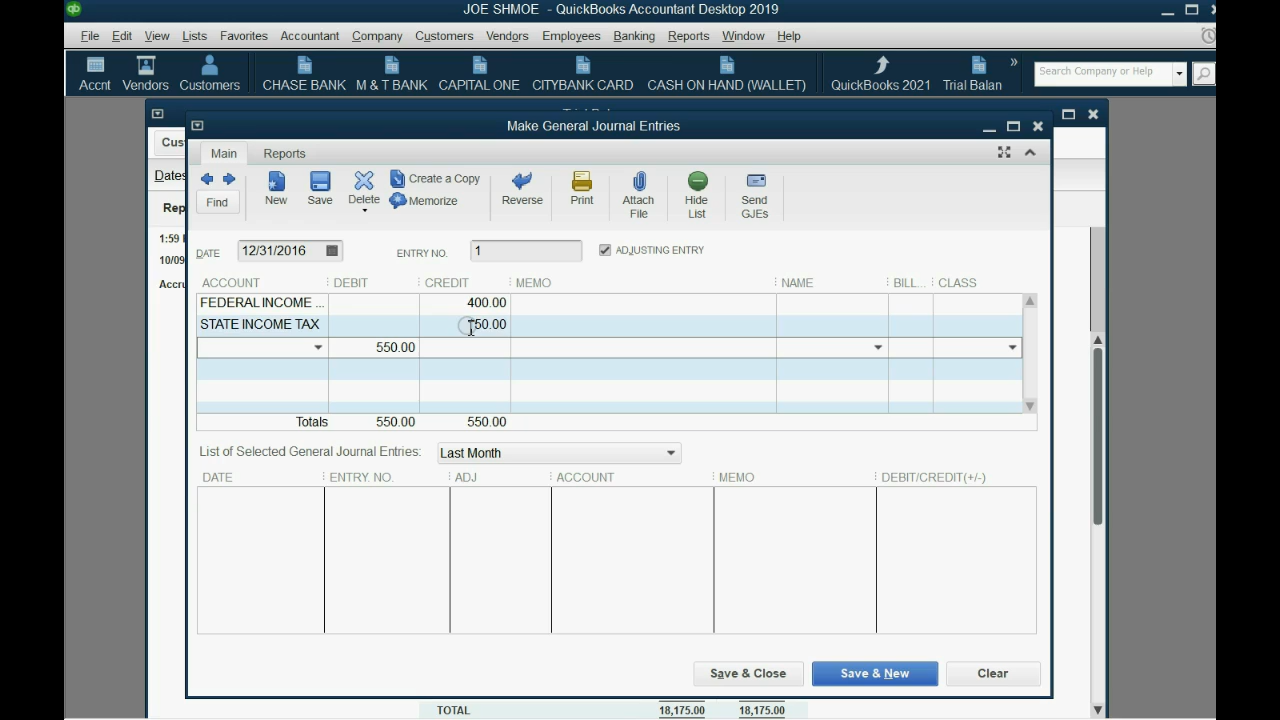 JOE SHMOE - QuickBooks Accountant Desktop 2019
File Edit View Lists Favorites Accountant Company Customers Vendors Employees Banking Reports Window Help
Accnt Vendors Customers CHASE BANK M & T BANK CAPITAL ONE CITYBANK CARD CASH ON HAND (WALLET) QuickBooks 2021 Trial Balan » Search Company or Help
Make General Journal Entries
Cus
Main Reports
Dates
Find New Save Delete Create a Copy Memorize Reverse Print Attach File Hide List Send GJEs
Rep
1:59
DATE 12/31/2016 ENTRY NO. 1 ADJUSTING ENTRY
10/09
Accru
ACCOUNT DEBIT CREDIT MEMO NAME BILL... CLASS
FEDERAL INCOME ... 400.00
STATE INCOME TAX 150.00
550.00
Totals 550.00 550.00
List of Selected General Journal Entries: Last Month
DATE ENTRY. NO. ADJ ACCOUNT MEMO DEBIT/CREDIT(+/-)
Save & Close Save & New Clear
TOTAL 18,175.00 18,175.00